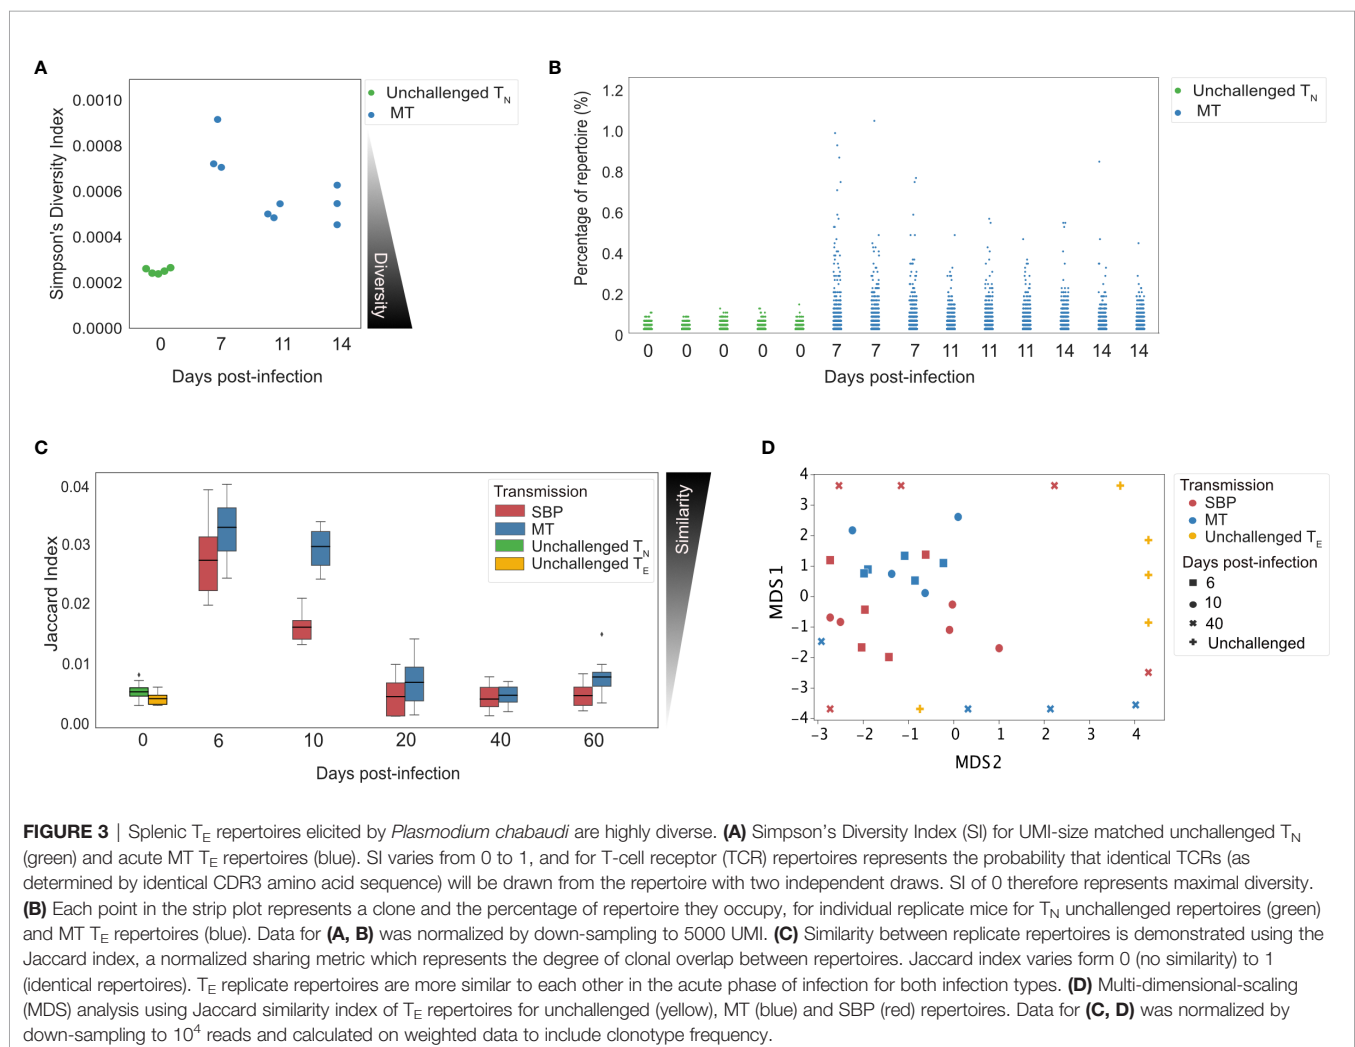 A
Simpson's Diversity Index
0.0010
0.0008
0.0006
0.0004
0.0002
0.0000
0 7 11 14
Days post-infection
Unchallenged TN
MT
Diversity
B
Percentage of repertoire (%)
1.2
1.0
0.8
0.6
0.4
0.2
0
0 0 0 0 0 7 7 7 11 11 11 14 14 14
Days post-infection
Unchallenged TN
MT
C
Jaccard Index
0.04
0.03
0.02
0.01
0.00
0 6 10 20 40 60
Days post-infection
Transmission
SBP
MT
Unchallenged TN
Unchallenged TE
Similarity
D
MDS1
4
3
2
1
0
-1
-2
-3
-4
-3 -2 -1 0 1 2 3 4
MDS2
Transmission
SBP
MT
Unchallenged TE
Days post-infection
6
10
40
Unchallenged
FIGURE 3 | Splenic TE repertoires elicited by Plasmodium chabaudi are highly diverse. (A) Simpson's Diversity Index (SI) for UMI-size matched unchallenged TN
(green) and acute MT TE repertoires (blue). SI varies from 0 to 1, and for T-cell receptor (TCR) repertoires represents the probability that identical TCRs (as
determined by identical CDR3 amino acid sequence) will be drawn from the repertoire with two independent draws. SI of 0 therefore represents maximal diversity.
(B) Each point in the strip plot represents a clone and the percentage of repertoire they occupy, for individual replicate mice for TN unchallenged repertoires (green)
and MT TE repertoires (blue). Data for (A, B) was normalized by down-sampling to 5000 UMI. (C) Similarity between replicate repertoires is demonstrated using the
Jaccard index, a normalized sharing metric which represents the degree of clonal overlap between repertoires. Jaccard index varies form 0 (no similarity) to 1
(identical repertoires). TE replicate repertoires are more similar to each other in the acute phase of infection for both infection types. (D) Multi-dimensional-scaling
(MDS) analysis using Jaccard similarity index of TE repertoires for unchallenged (yellow), MT (blue) and SBP (red) repertoires. Data for (C, D) was normalized by
down-sampling to 10⁴ reads and calculated on weighted data to include clonotype frequency.